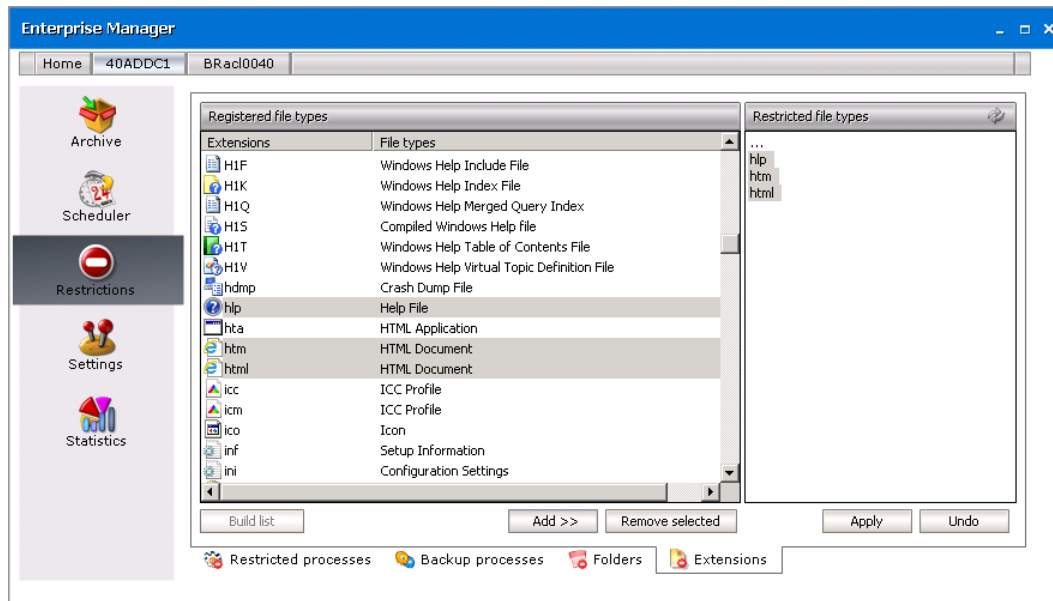 Enterprise Manager
Home 40ADDC1 BRacl0040
Archive
Scheduler
Restrictions
Settings
Statistics
Registered file types
Extensions File types
H1F Windows Help Include File
H1K Windows Help Index File
H1Q Windows Help Merged Query Index
H1S Compiled Windows Help file
H1T Windows Help Table of Contents File
H1V Windows Help Virtual Topic Definition File
hdmp Crash Dump File
hlp Help File
hta HTML Application
htm HTML Document
html HTML Document
icc ICC Profile
icm ICC Profile
ico Icon
inf Setup Information
ini Configuration Settings
Restricted file types
...
hlp
htm
html
Build list Add >> Remove selected Apply Undo
Restricted processes Backup processes Folders Extensions